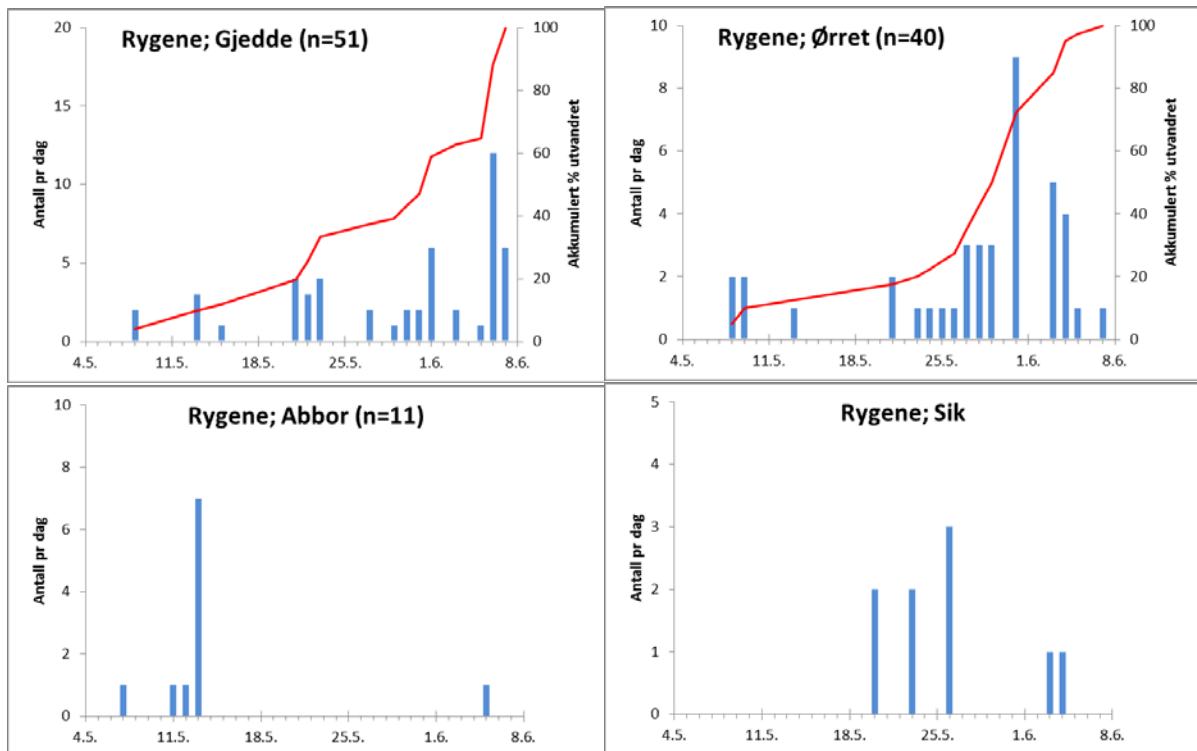 Rygene; Gjedde (n=51)
Antall pr dag
20
15
10
5
0
100
80
60
40
20
0
Akkumulert % utvandret
4.5. 11.5. 18.5. 25.5. 1.6. 8.6.
Rygene; Ørret (n=40)
Antall pr dag
10
8
6
4
2
0
100
80
60
40
20
0
Akkumulert % utvandret
4.5. 11.5. 18.5. 25.5. 1.6. 8.6.
Rygene; Abbor (n=11)
Antall pr dag
10
8
6
4
2
0
4.5. 11.5. 18.5. 25.5. 1.6. 8.6.
Rygene; Sik
Antall pr dag
5
4
3
2
1
0
4.5. 11.5. 18.5. 25.5. 1.6. 8.6.